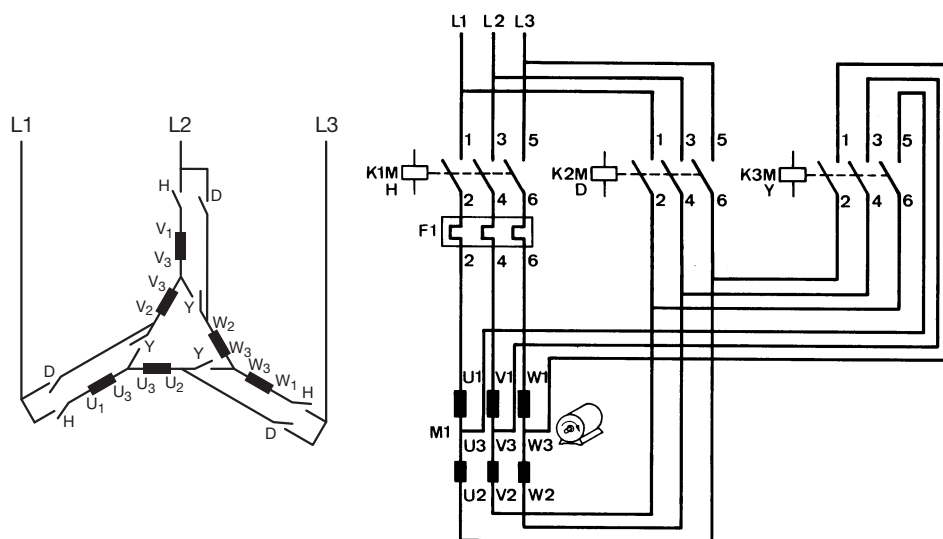 L1 L2 L3
H
D
V1
V3
V3
V2
Y
W2
Y
W3
D
Y
W3
W1
H
U3
U2
U3
U1
H
D
L1 L2 L3
1 3 5 1 3 5 1 3 5
K1M K2M K3M
H D Y
2 4 6 2 4 6 2 4 6
F1
2 4 6
U1 V1 W1
M1
U3 V3 W3
U2 V2 W2